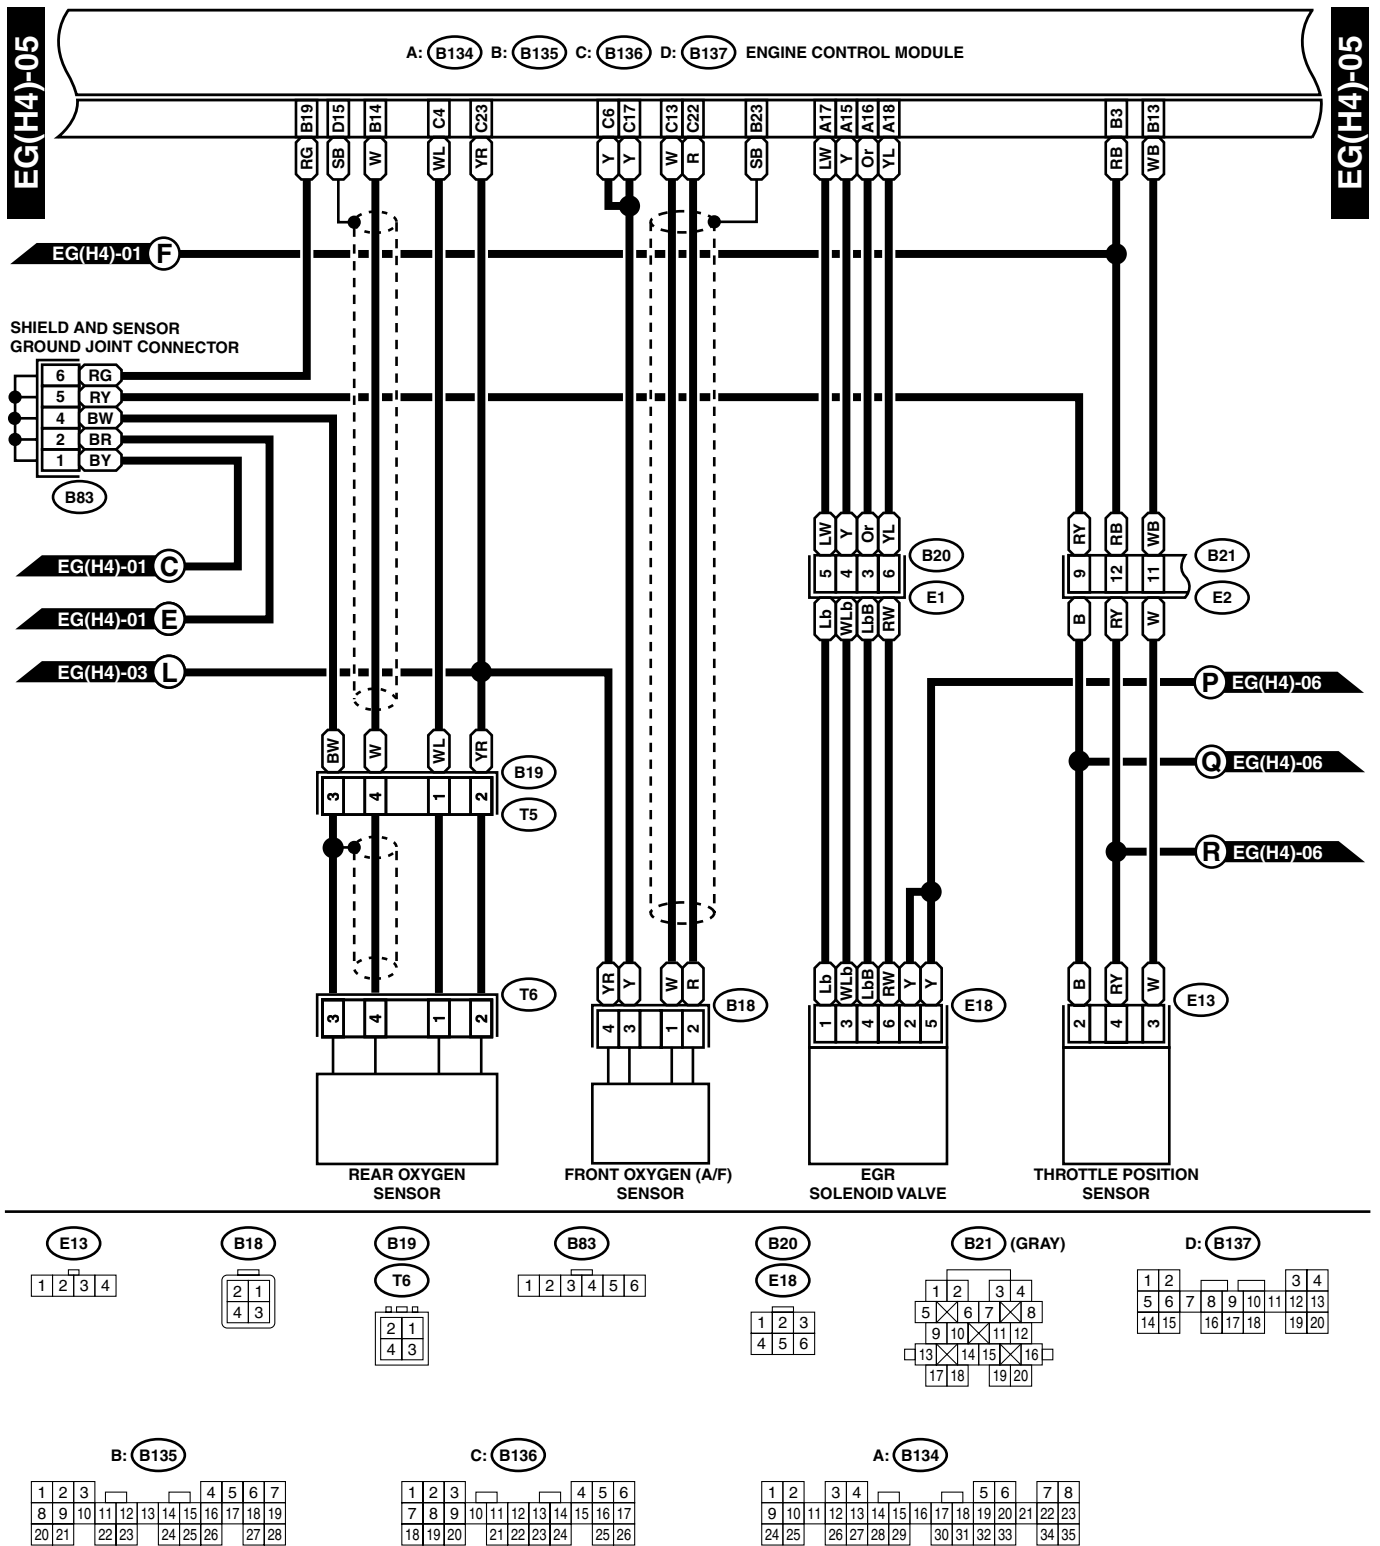 EG(H4)-05
EG(H4)-05
A: B134 B: B135 C: B136 D: B137 ENGINE CONTROL MODULE
B19 D15 B14 C4 C23 C6 C17 C13 C22 B23 A17 A15 A16 A18 B3 B13
RG SB W WL YR Y Y W R SB LW Y Or YL RB WB
EG(H4)-01 F
SHIELD AND SENSOR
GROUND JOINT CONNECTOR
6 RG
5 RY
4 BW
2 BR
1 BY
B83
LW Y Or YL
5 4 3 6
B20
E1
Lb WLb LbB RW
RY RB WB
9 12 11
B21
E2
B RY W
EG(H4)-01 C
EG(H4)-01 E
EG(H4)-03 L
P EG(H4)-06
Q EG(H4)-06
R EG(H4)-06
BW W WL YR
3 4 1 2
B19
T5
T6
3 4 1 2
YR Y W R
4 3 1 2
B18
Lb WLb LbB RW Y Y
1 3 4 6 2 5
E18
B RY W
2 4 3
E13
REAR OXYGEN
SENSOR
FRONT OXYGEN (A/F)
SENSOR
EGR
SOLENOID VALVE
THROTTLE POSITION
SENSOR
E13
1 2 3 4
B18
2 1
4 3
B19
T6
2 1
4 3
B83
1 2 3 4 5 6
B20
E18
1 2 3
4 5 6
B21 (GRAY)
1 2 3 4
5 6 7 8
9 10 11 12
13 14 15 16
17 18 19 20
D: B137
1 2 3 4
5 6 7 8 9 10 11 12 13
14 15 16 17 18 19 20
B: B135
1 2 3 4 5 6 7
8 9 10 11 12 13 14 15 16 17 18 19
20 21 22 23 24 25 26 27 28
C: B136
1 2 3 4 5 6
7 8 9 10 11 12 13 14 15 16 17
18 19 20 21 22 23 24 25 26
A: B134
1 2 3 4 5 6 7 8
9 10 11 12 13 14 15 16 17 18 19 20 21 22 23
24 25 26 27 28 29 30 31 32 33 34 35